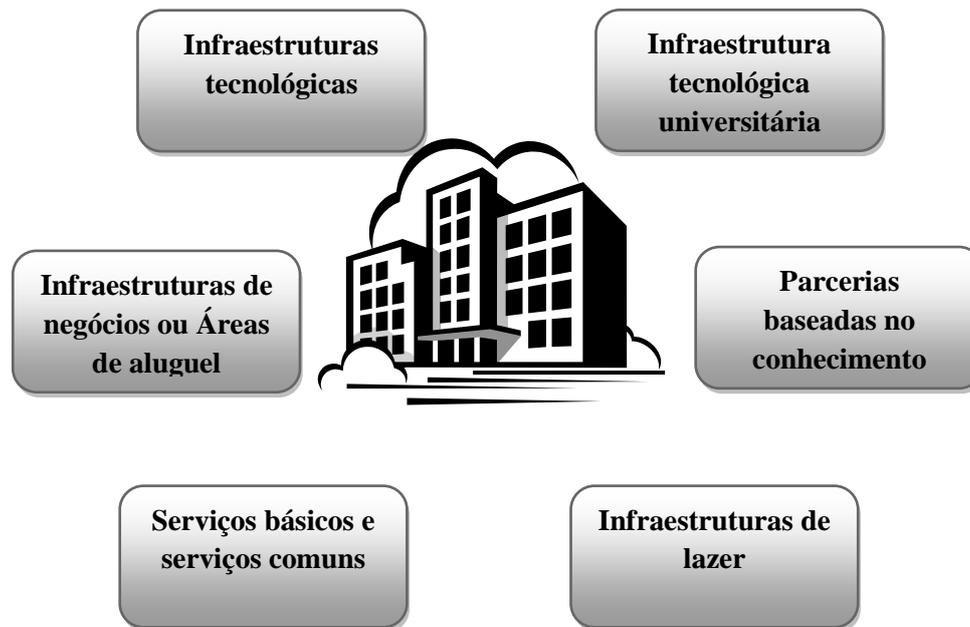 Infraestruturas
tecnológicas
Infraestrutura
tecnológica
universitária
Infraestruturas de
negócios ou Áreas
de aluguel
Parcerias
baseadas no
conhecimento
Serviços básicos e
serviços comuns
Infraestruturas de
lazer